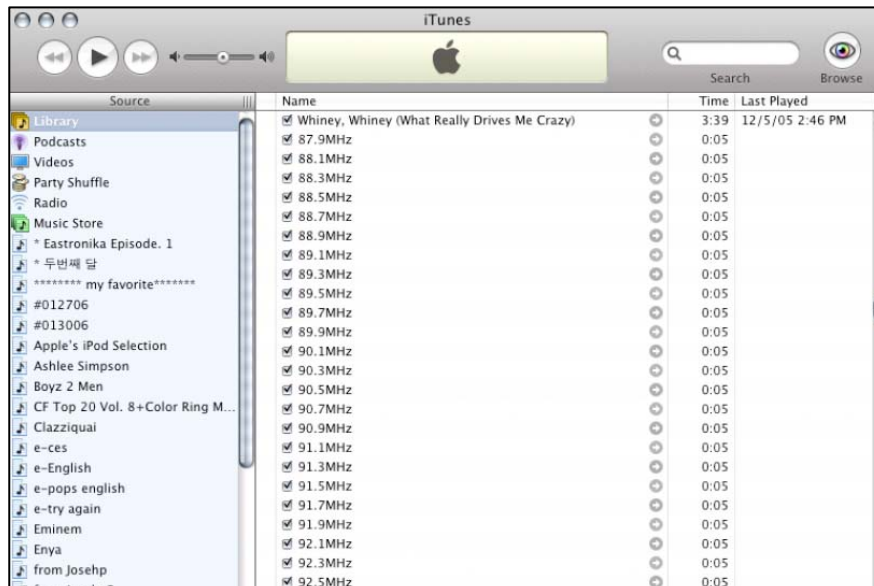 iTunes
Search
Browse
Source
Library
Podcasts
Videos
Party Shuffle
Radio
Music Store
* Eastronika Episode. 1
* 두번째 달
******** my favorite*******
#012706
#013006
Apple's iPod Selection
Ashlee Simpson
Boyz 2 Men
CF Top 20 Vol. 8+Color Ring M...
Clazziquai
e-ces
e-English
e-pops english
e-try again
Eminem
Enya
from Josehp
Name Time Last Played
Whiney, Whiney (What Really Drives Me Crazy) 3:39 12/5/05 2:46 PM
87.9MHz 0:05
88.1MHz 0:05
88.3MHz 0:05
88.5MHz 0:05
88.7MHz 0:05
88.9MHz 0:05
89.1MHz 0:05
89.3MHz 0:05
89.5MHz 0:05
89.7MHz 0:05
89.9MHz 0:05
90.1MHz 0:05
90.3MHz 0:05
90.5MHz 0:05
90.7MHz 0:05
90.9MHz 0:05
91.1MHz 0:05
91.3MHz 0:05
91.5MHz 0:05
91.7MHz 0:05
91.9MHz 0:05
92.1MHz 0:05
92.3MHz 0:05
92.5MHz 0:05